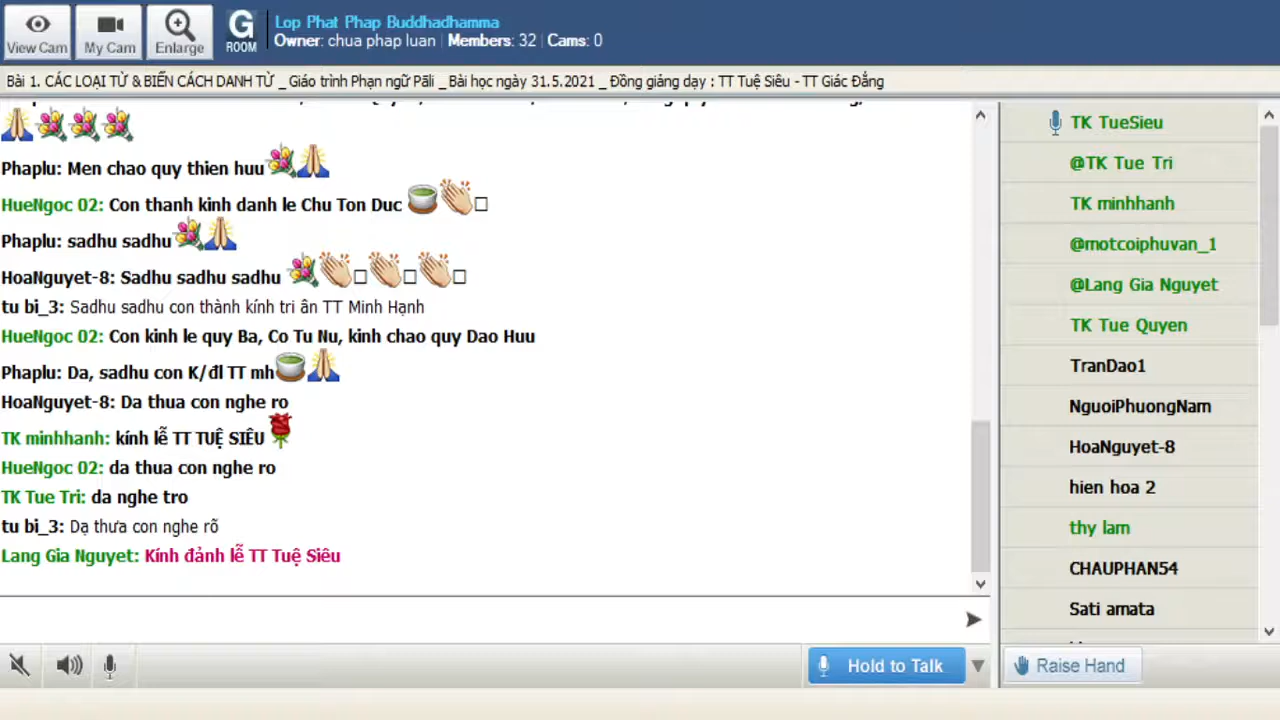 View Cam
My Cam
Enlarge
G
ROOM
Lop Phat Phap Buddhadhamma
Owner: chua phap luan | Members: 32 | Cams: 0
Bài 1. CÁC LOẠI TỪ & BIẾN CÁCH DANH TỪ _ Giáo trình Phạn ngữ Pāli _ Bài học ngày 31.5.2021 _ Đồng giảng dạy : TT Tuệ Siêu - TT Giác Đẳng
Phaplu: Men chao quy thien huu
HueNgoc 02: Con thanh kinh danh le Chu Ton Duc
Phaplu: sadhu sadhu
HoaNguyet-8: Sadhu sadhu sadhu
tu bi_3: Sadhu sadhu con thành kính tri ân TT Minh Hạnh
HueNgoc 02: Con kinh le quy Ba, Co Tu Nu, kinh chao quy Dao Huu
Phaplu: Da, sadhu con K/đl TT mh
HoaNguyet-8: Da thua con nghe ro
TK minhhanh: kính lễ TT TUỆ SIÊU
HueNgoc 02: da thua con nghe ro
TK Tue Tri: da nghe tro
tu bi_3: Dạ thưa con nghe rõ
Lang Gia Nguyet: Kính đảnh lễ TT Tuệ Siêu
TK TueSieu
@TK Tue Tri
TK minhhanh
@motcoiphuvan_1
@Lang Gia Nguyet
TK Tue Quyen
TranDao1
NguoiPhuongNam
HoaNguyet-8
hien hoa 2
thy lam
CHAUPHAN54
Sati amata
Hold to Talk
Raise Hand